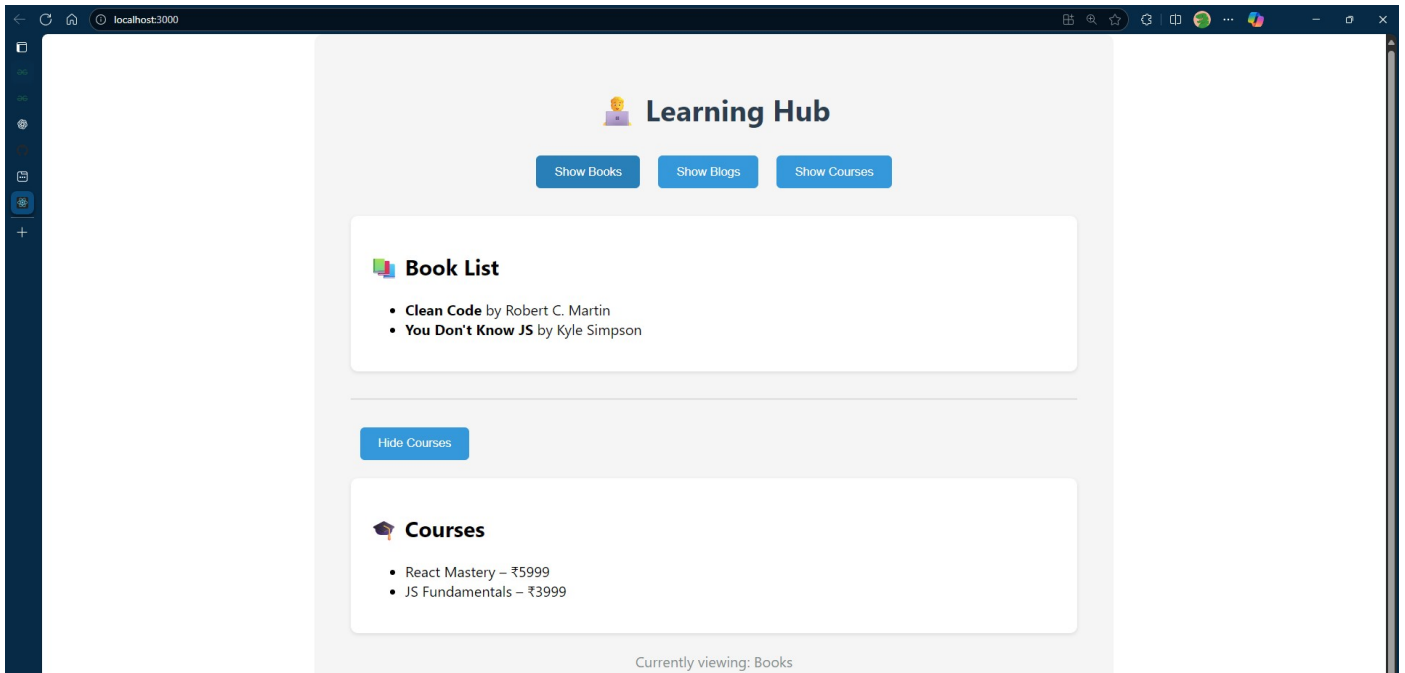 localhost:3000
Learning Hub
Show Books
Show Blogs
Show Courses
Book List
Clean Code by Robert C. Martin
You Don't Know JS by Kyle Simpson
Hide Courses
Courses
React Mastery – ₹5999
JS Fundamentals – ₹3999
Currently viewing: Books